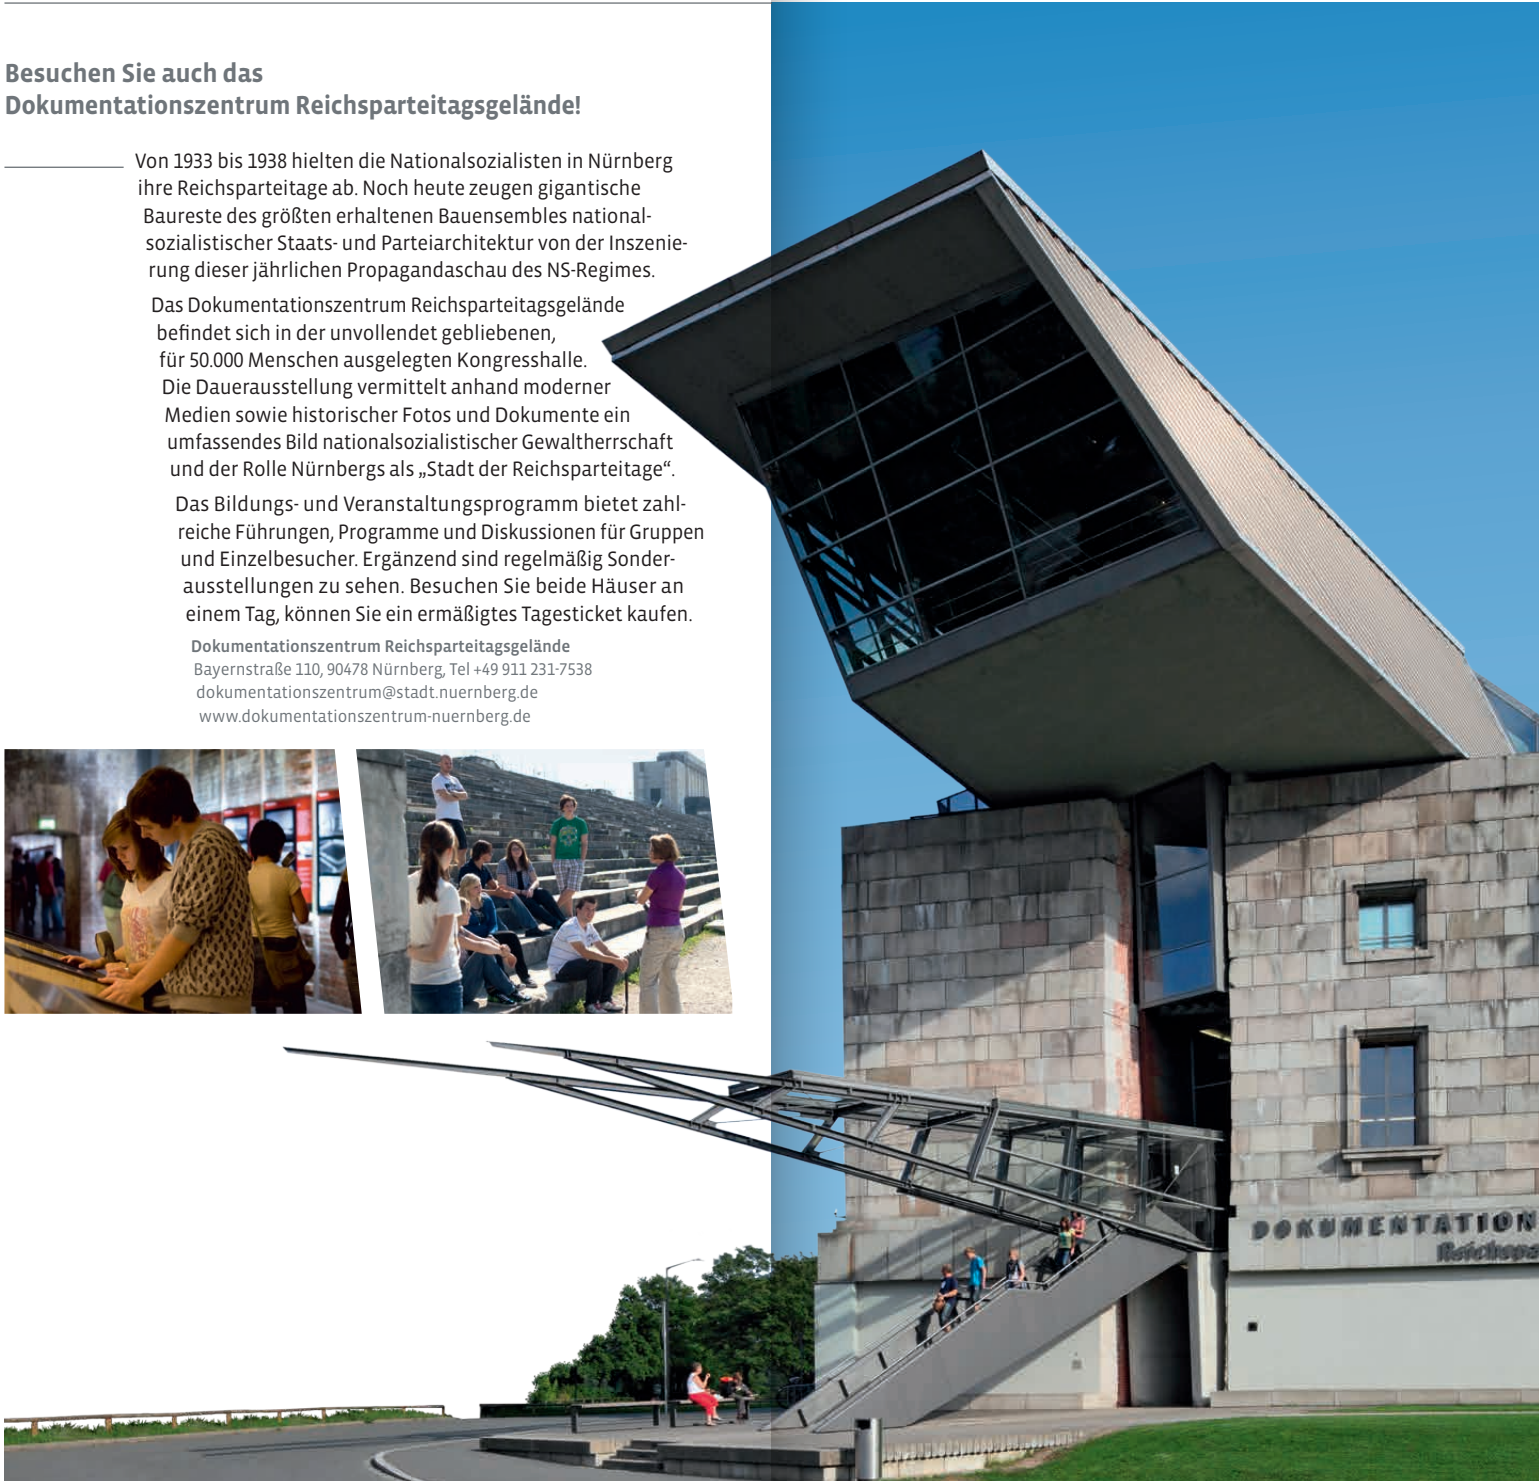 Besuchen Sie auch das
Dokumentationszentrum Reichsparteitagsgelände!
Von 1933 bis 1938 hielten die Nationalsozialisten in Nürnberg
ihre Reichsparteitage ab. Noch heute zeugen gigantische
Baureste des größten erhaltenen Bauensembles national-
sozialistischer Staats- und Parteiarchitektur von der Inszenie-
rung dieser jährlichen Propagandaschau des NS-Regimes.
Das Dokumentationszentrum Reichsparteitagsgelände
befindet sich in der unvollendet gebliebenen,
für 50.000 Menschen ausgelegten Kongresshalle.
Die Dauerausstellung vermittelt anhand moderner
Medien sowie historischer Fotos und Dokumente ein
umfassendes Bild nationalsozialistischer Gewaltherrschaft
und der Rolle Nürnbergs als „Stadt der Reichsparteitage“.
Das Bildungs- und Veranstaltungsprogramm bietet zahl-
reiche Führungen, Programme und Diskussionen für Gruppen
und Einzelbesucher. Ergänzend sind regelmäßig Sonder-
ausstellungen zu sehen. Besuchen Sie beide Häuser an
einem Tag, können Sie ein ermäßigtes Tagesticket kaufen.
Dokumentationszentrum Reichsparteitagsgelände
Bayernstraße 110, 90478 Nürnberg, Tel +49 911 231-7538
dokumentationszentrum@stadt.nuernberg.de
www.dokumentationszentrum-nuernberg.de
DOKUMENTATION
Reichspa